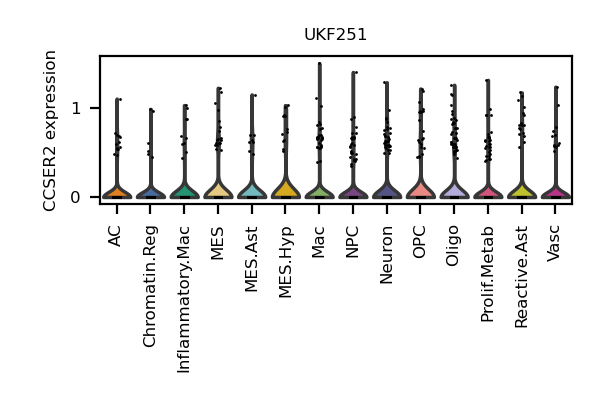 UKF251
CCSER2 expression
1
0
AC
Chromatin.Reg
Inflammatory.Mac
MES
MES.Ast
MES.Hyp
Mac
NPC
Neuron
OPC
Oligo
Prolif.Metab
Reactive.Ast
Vasc